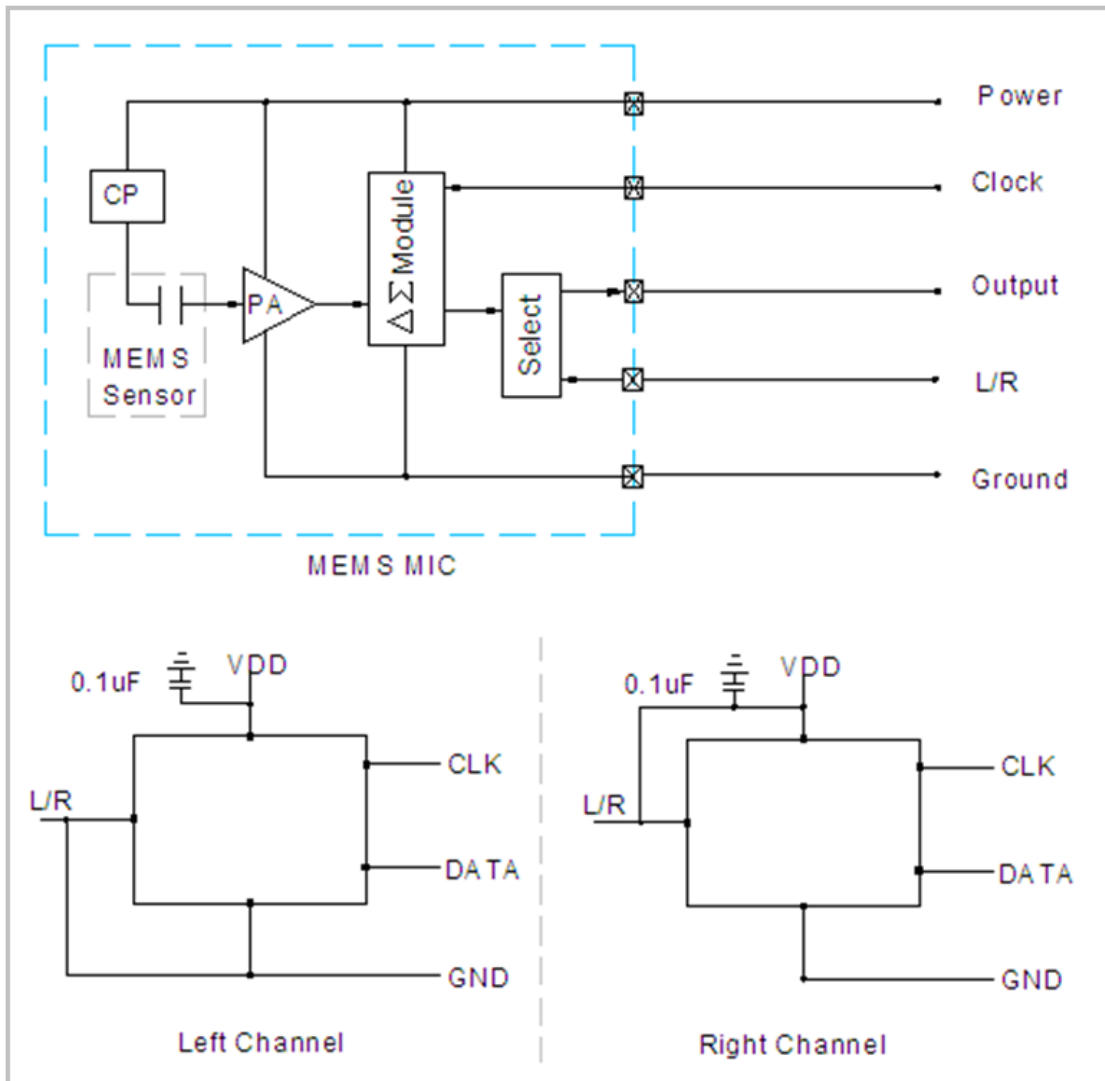 Power
CP
Clock
ΔΣ Module
PA
Output
Select
MEMS
Sensor
L/R
Ground
MEMS MIC
0.1uF
VDD
CLK
L/R
DATA
GND
Left Channel
0.1uF
VDD
CLK
L/R
DATA
GND
Right Channel